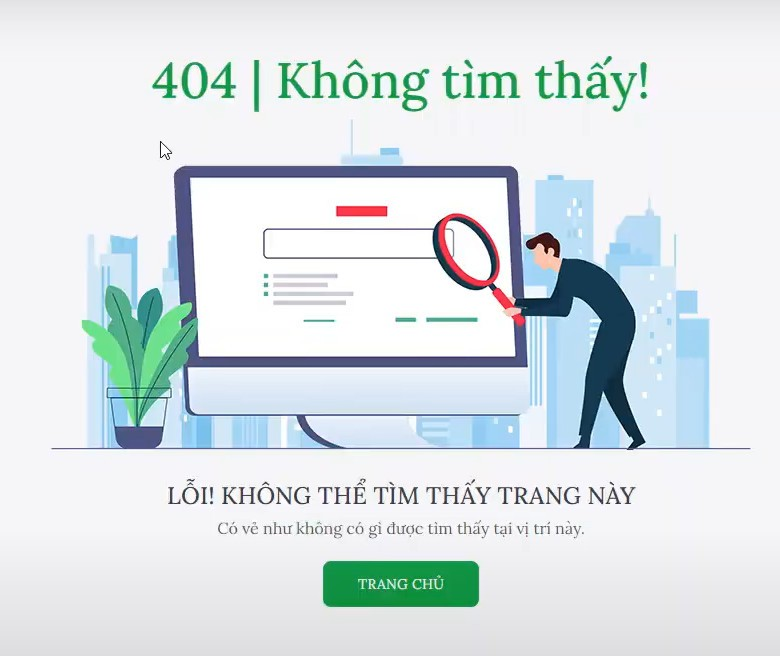 404 | Không tìm thấy!
LỖI! KHÔNG THỂ TÌM THẤY TRANG NÀY
Có vẻ như không có gì được tìm thấy tại vị trí này.
TRANG CHỦ